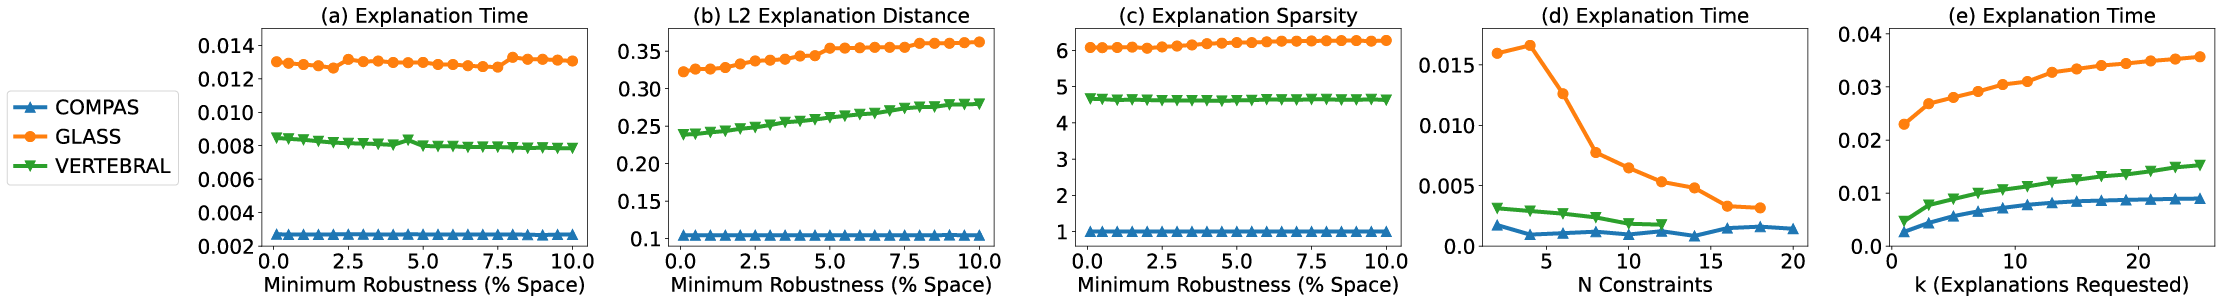 COMPAS
GLASS
VERTEBRAL
(a) Explanation Time
0.014
0.012
0.010
0.008
0.006
0.004
0.002
0.0 2.5 5.0 7.5 10.0
Minimum Robustness (% Space)
(b) L2 Explanation Distance
0.35
0.30
0.25
0.20
0.15
0.1
0.0 2.5 5.0 7.5 10.0
Minimum Robustness (% Space)
(c) Explanation Sparsity
6
5
4
3
2
1
0.0 2.5 5.0 7.5 10.0
Minimum Robustness (% Space)
(d) Explanation Time
0.015
0.010
0.005
0.0
5 10 15 20
N Constraints
(e) Explanation Time
0.04
0.03
0.02
0.01
0.0
0 10 20
k (Explanations Requested)